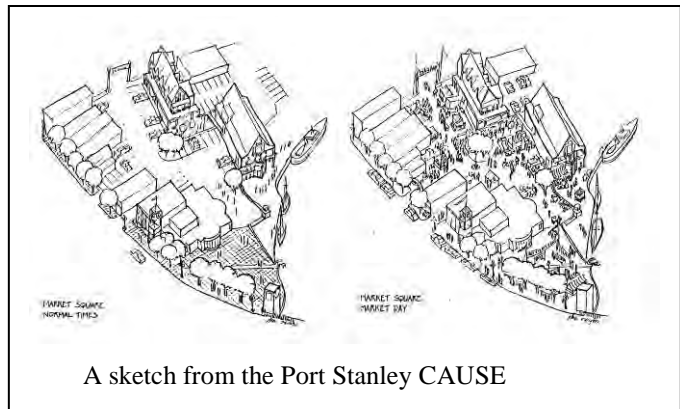 MARKET SQUARE
NORMAL TIMES
MARKET SQUARE
MARKET DAY
A sketch from the Port Stanley CAUSE